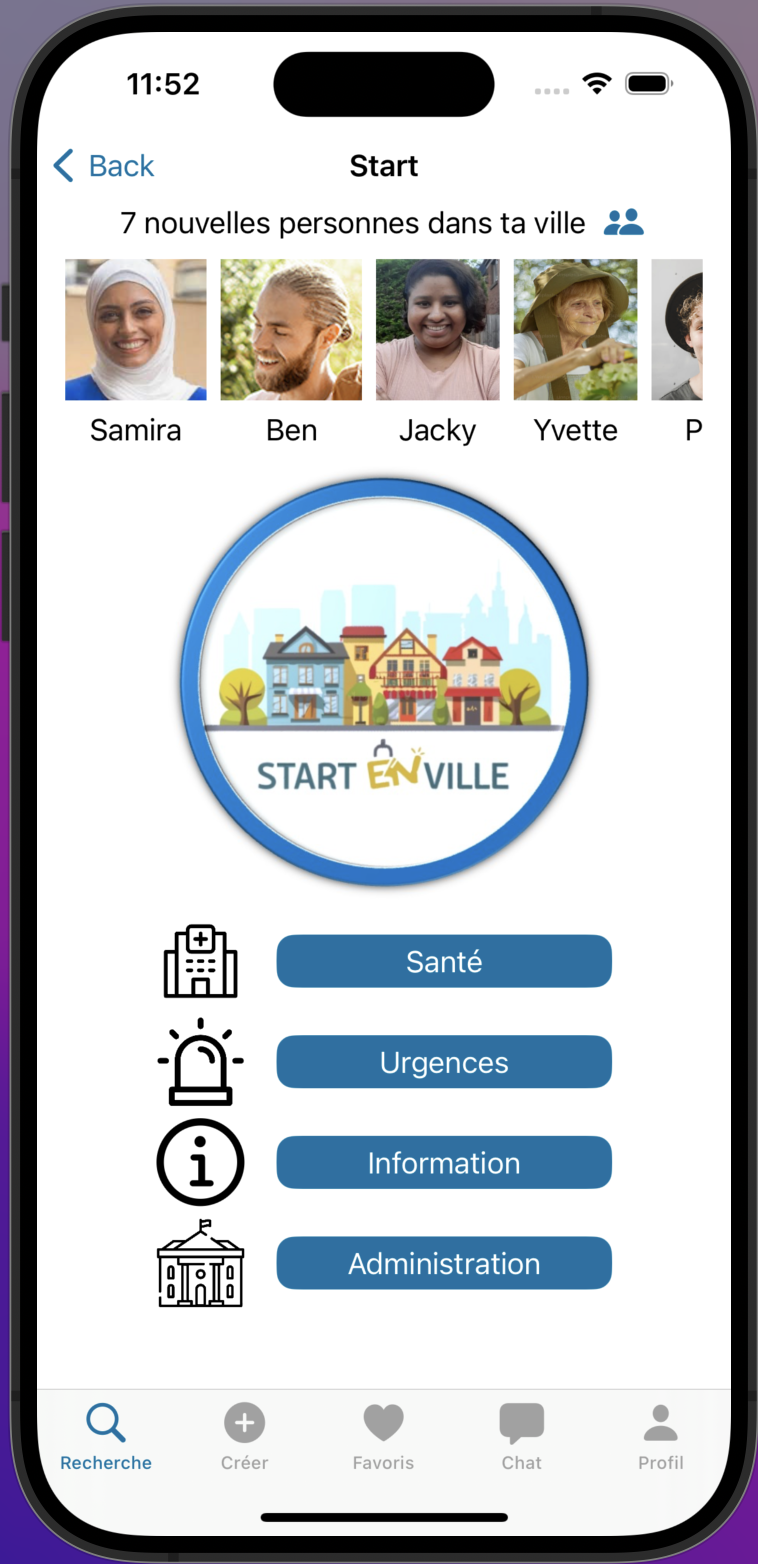 11:52
Back
Start
7 nouvelles personnes dans ta ville
Samira
Ben
Jacky
Yvette
P
START EN VILLE
Santé
Urgences
Information
Administration
Recherche
Créer
Favoris
Chat
Profil